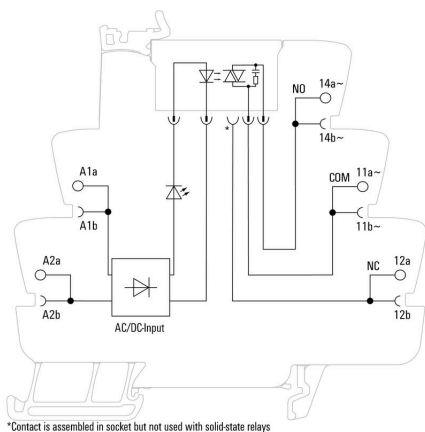 NO
14a~
*
14b~
A1a
COM
11a~
A1b
11b~
A2a
NC
12a
A2b
12b
AC/DC-Input
*Contact is assembled in socket but not used with solid-state relays